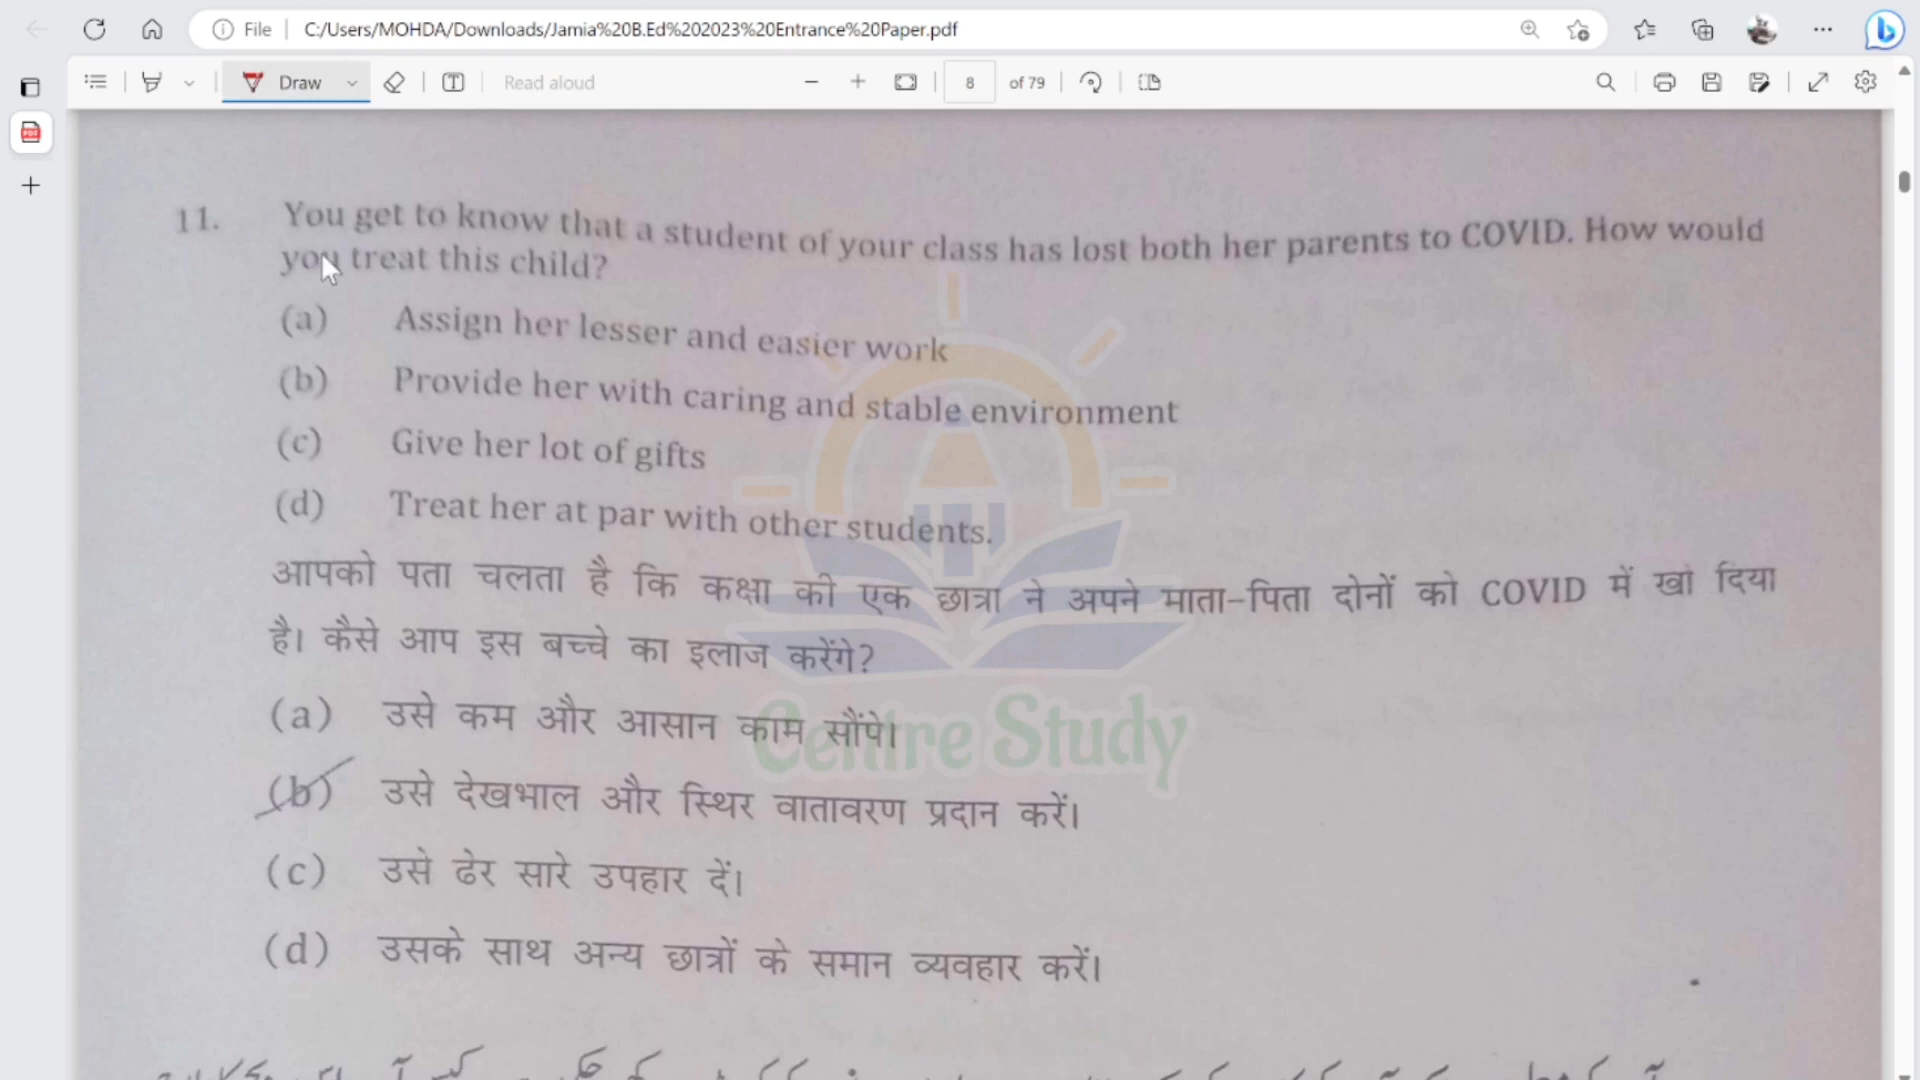 File
C:/Users/MOHDA/Downloads/Jamia%20B.Ed%202023%20Entrance%20Paper.pdf
Draw
Read aloud
8 of 79
11. You get to know that a student of your class has lost both her parents to COVID. How would
you treat this child?
(a) Assign her lesser and easier work
(b) Provide her with caring and stable environment
(c) Give her lot of gifts
(d) Treat her at par with other students.
आपको पता चलता है कि कक्षा की एक छात्रा ने अपने माता-पिता दोनों को COVID में खो दिया
है। कैसे आप इस बच्चे का इलाज करेंगे?
(a) उसे कम और आसान काम सौंपे।
(b) उसे देखभाल और स्थिर वातावरण प्रदान करें।
(c) उसे ढेर सारे उपहार दें।
(d) उसके साथ अन्य छात्रों के समान व्यवहार करें।
Centre Study